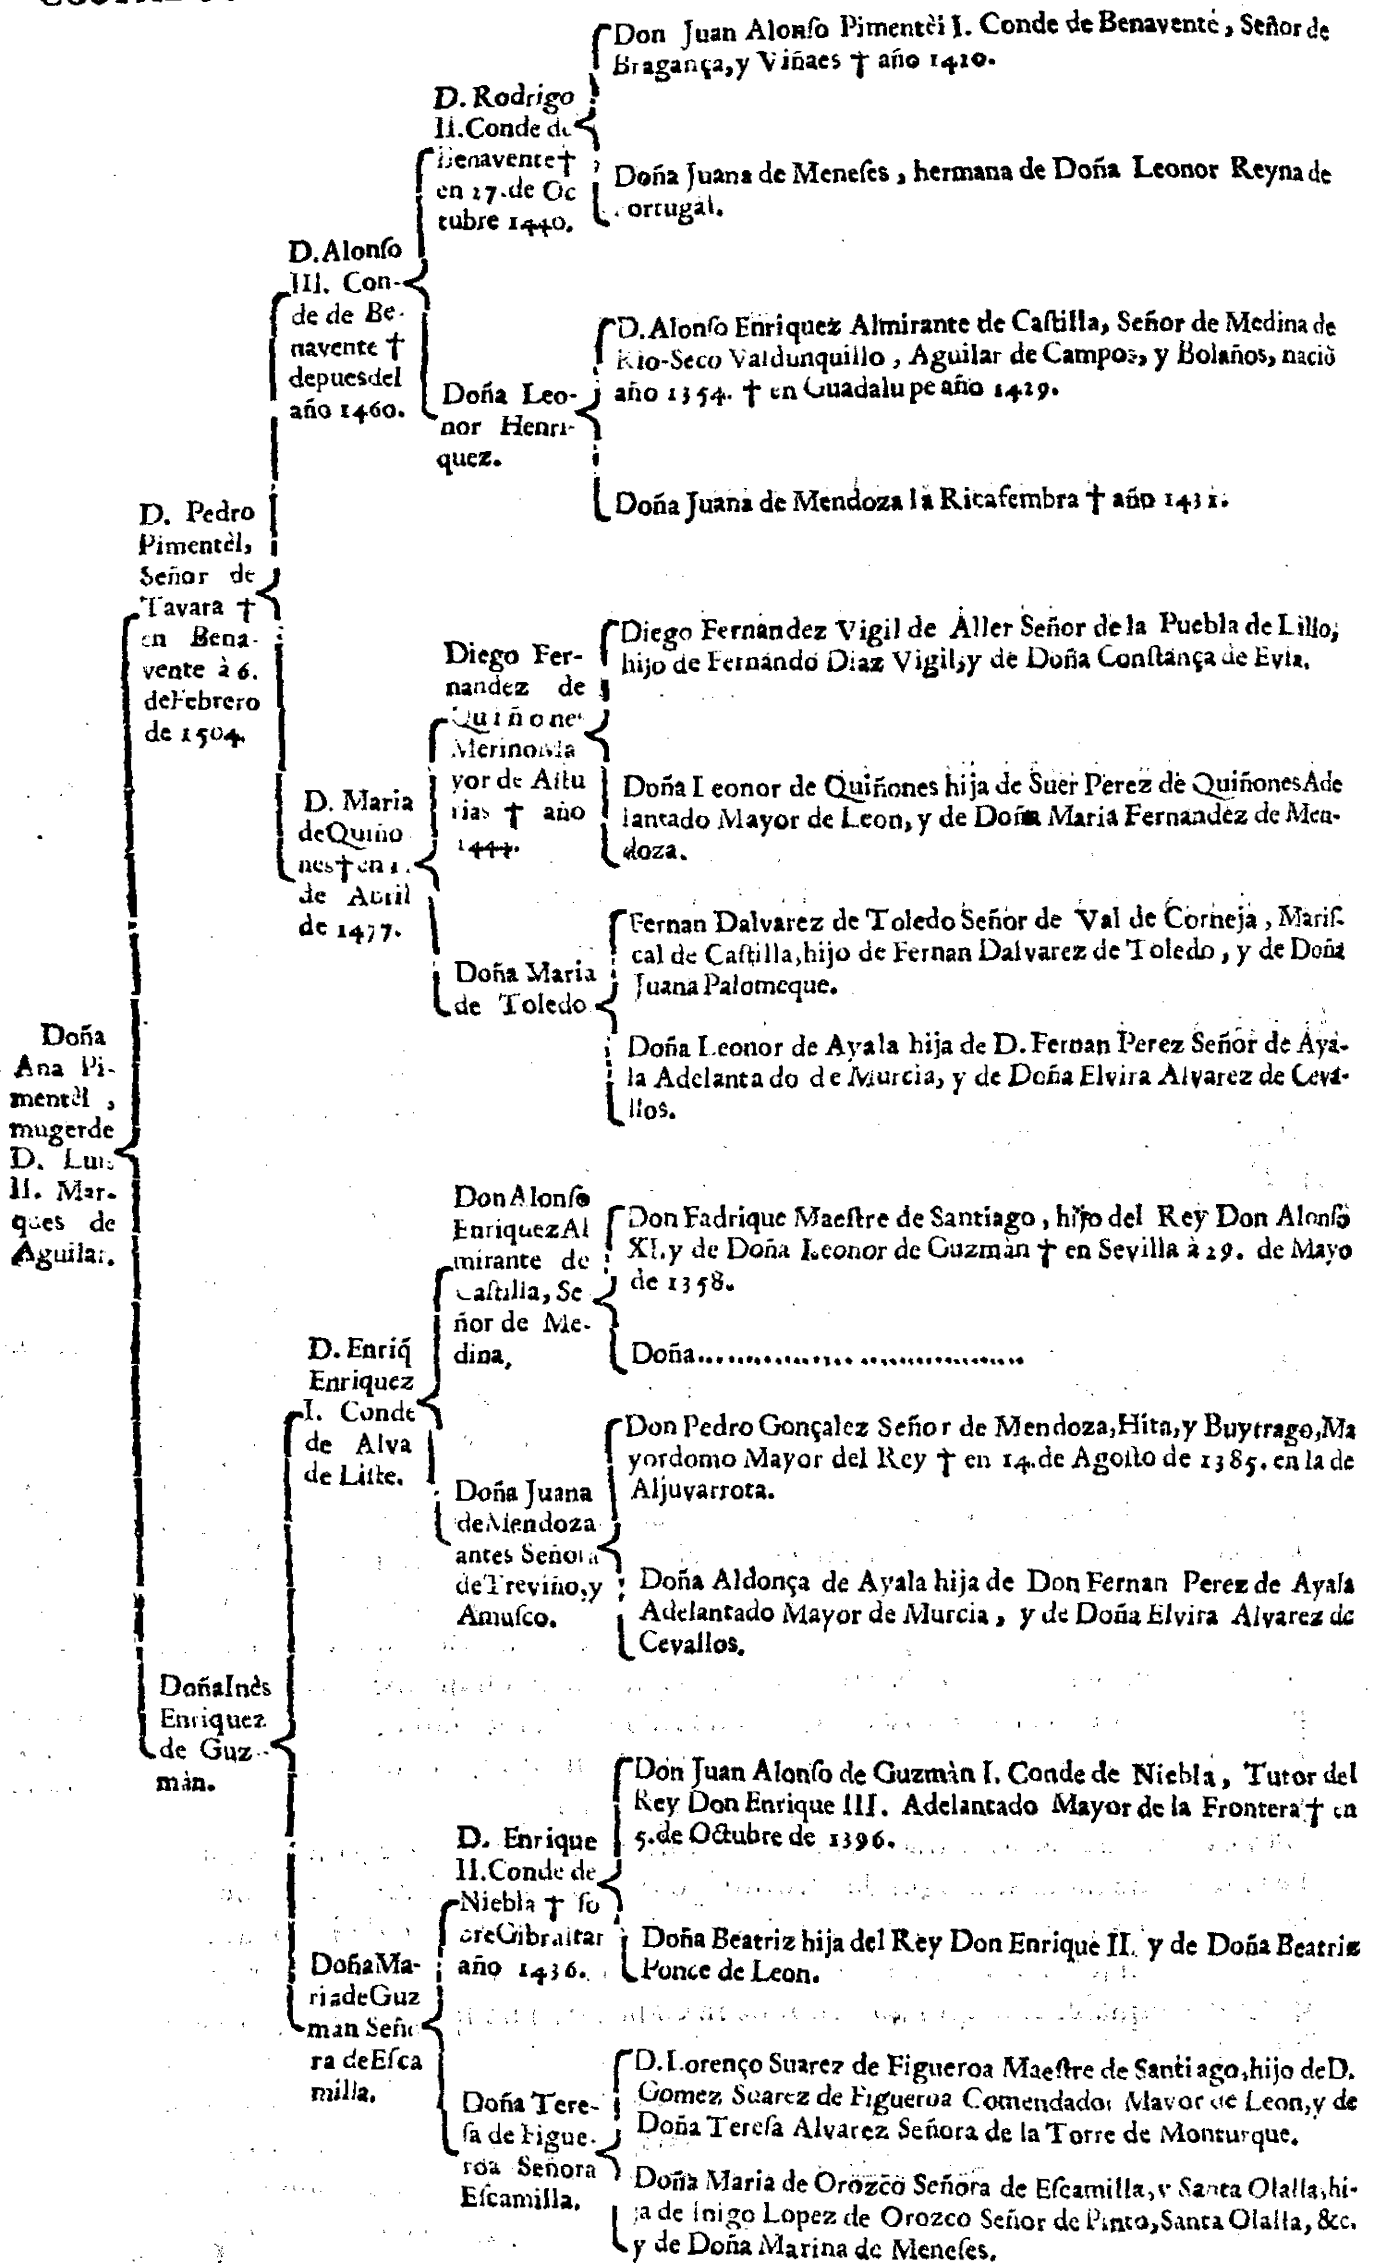 Don Juan Alonſo Pimentèl I. Conde de Benavente, Señor de
Bragança, y Viñaes † año 1420.
D. Rodrigo
II. Conde de
Benavente †
en 27. de Oc
tubre 1440.
Doña Juana de Meneſes, hermana de Doña Leonor Reyna de
Portugal.
D. Alonſo
III. Con-
de de Be-
navente †
depues del
año 1460.
D. Alonſo Enriquez Almirante de Caſtilla, Señor de Medina de
Rio-Seco Valdunquillo, Aguilar de Campos, y Bolaños, naciò
año 1354. † en Guadalupe año 1429.
Doña Leo-
nor Henri-
quez.
Doña Juana de Mendoza la Ricafembra † año 1431.
D. Pedro
Pimentèl,
Señor de
Tavara †
en Bena-
vente à 6.
de Febrero
de 1504.
Diego Fernandez Vigil de Aller Señor de la Puebla de Lillo,
hijo de Fernando Diaz Vigil, y de Doña Conſtança de Evia.
Diego Fer-
nandez de
Quiñones
Merino Ma
yor de Aſtu
rias † año
Doña Leonor de Quiñones hija de Suer Perez de Quiñones Ade
lantado Mayor de Leon, y de Doña Maria Fernandez de Men-
doza.
D. Maria
de Quiño
nes † en 1.
de Abril
de 1477.
Fernan Dalvarez de Toledo Señor de Val de Corneja, Mariſ-
cal de Caſtilla, hijo de Fernan Dalvarez de Toledo, y de Doña
Juana Palomeque.
Doña Maria
de Toledo
Doña Leonor de Ayala hija de D. Fernan Perez Señor de Aya-
la Adelantado de Murcia, y de Doña Elvira Alvarez de Ceva-
llos.
Doña
Ana Pi-
mentèl,
muger de
D. Luis
II. Mar-
ques de
Aguilar.
Don Alonſo
Enriquez Al
mirante de
Caſtilla, Se
ñor de Me-
dina,
Don Fadrique Maeſtre de Santiago, hijo del Rey Don Alonſo
XI. y de Doña Leonor de Guzmàn † en Sevilla à 29. de Mayo
de 1358.
Doña..................................
D. Enriq̃
Enriquez
I. Conde
de Alva
de Liſte.
Don Pedro Gonçalez Señor de Mendoza, Hita, y Buytrago, Ma
yordomo Mayor del Rey † en 14. de Agoſto de 1385. en la de
Aljuvarrota.
Doña Juana
de Mendoza
antes Señora
de Treviño, y
Amuſco.
Doña Aldonça de Ayala hija de Don Fernan Perez de Ayala
Adelantado Mayor de Murcia, y de Doña Elvira Alvarez de
Cevallos.
Doña Inès
Enriquez
de Guz-
màn.
Don Juan Alonſo de Guzmàn I. Conde de Niebla, Tutor del
Rey Don Enrique III. Adelantado Mayor de la Frontera † en
5. de Octubre de 1396.
D. Enrique
II. Conde de
Niebla † ſo
bre Gibraltar
año 1436.
Doña Beatriz hija del Rey Don Enrique II. y de Doña Beatriz
Ponce de Leon.
Doña Ma-
ria de Guz
màn Seño
ra de Eſca
milla.
D. Lorenço Suarez de Figueroa Maeſtre de Santiago, hijo de D.
Gomez Suarez de Figueroa Comendador Mayor de Leon, y de
Doña Tereſa Alvarez Señora de la Torre de Monturque.
Doña Tere-
ſa de Figue-
roa Señora
Eſcamilla.
Doña Maria de Orozco Señora de Eſcamilla, y Santa Olalla, hi-
ja de Inigo Lopez de Orozco Señor de Pinto, Santa Olalla, &c.
y de Doña Marina de Meneſes.